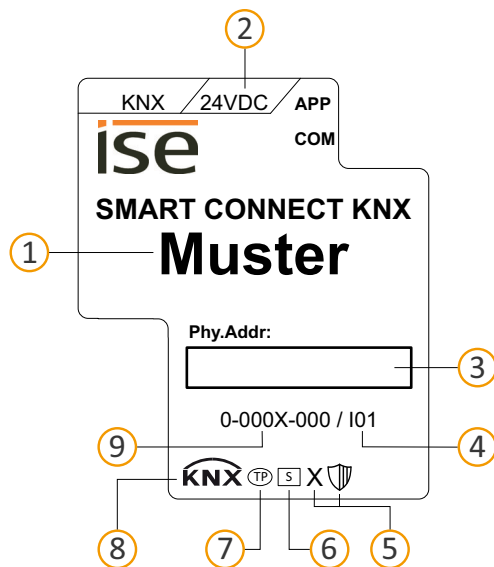 2
KNX 24VDC APP
ise COM
SMART CONNECT KNX
1 Muster
Phy.Addr:
3
0-000X-000 / I01
9 4
KNX TP S X
8 7 6 5